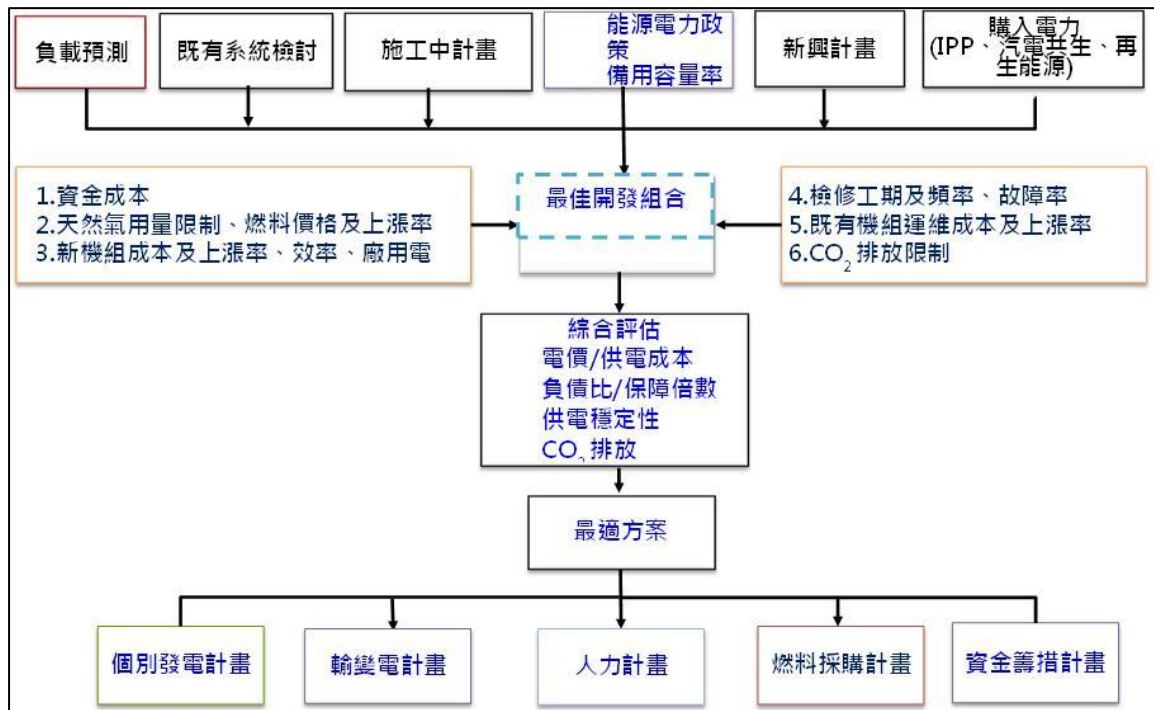 負載預測
既有系統檢討
施工中計畫
能源電力政
策
備用容量率
新興計畫
購入電力
(IPP、汽電共生、再
生能源)
1.資金成本
2.天然氣用量限制、燃料價格及上漲率
3.新機組成本及上漲率、效率、廠用電
最佳開發組合
4.檢修工期及頻率、故障率
5.既有機組運維成本及上漲率
6.CO2 排放限制
綜合評估
電價/供電成本
負債比/保障倍數
供電穩定性
CO2 排放
最適方案
個別發電計畫
輸變電計畫
人力計畫
燃料採購計畫
資金籌措計畫